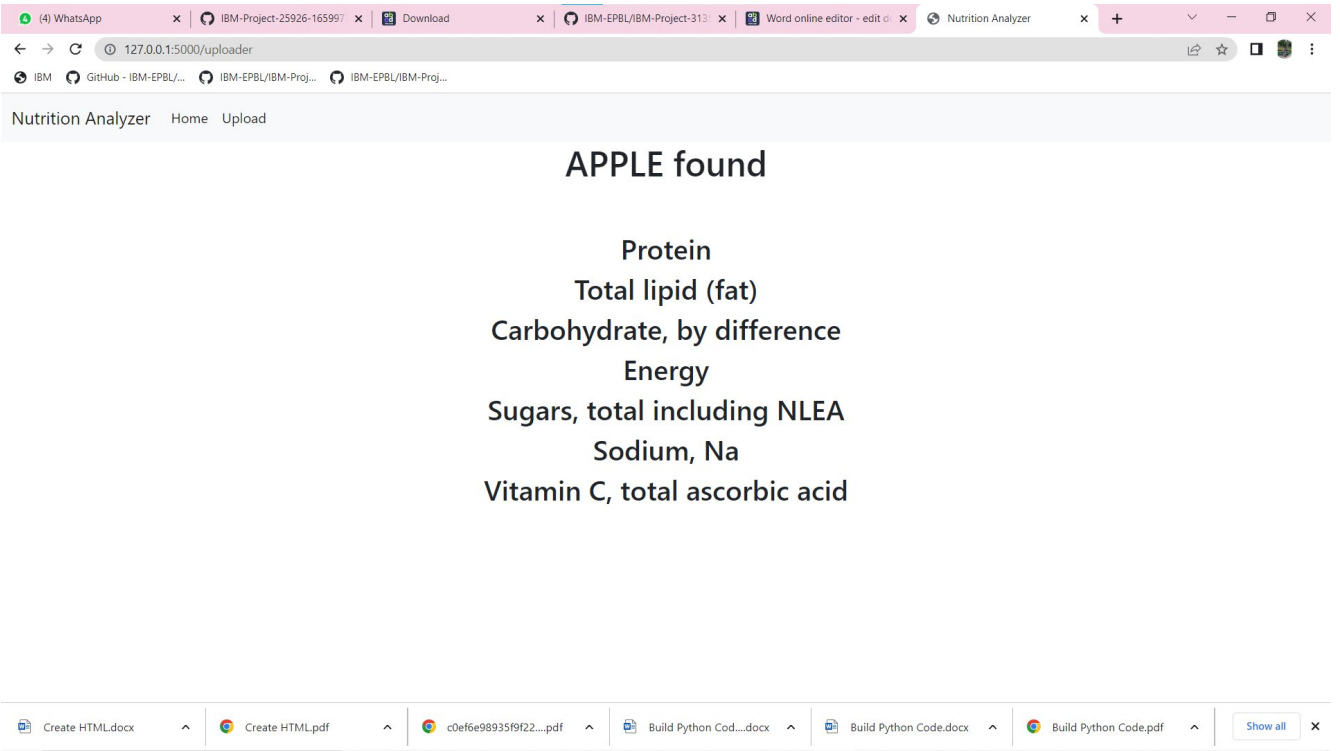 (4) WhatsApp
IBM-Project-25926-165997
Download
IBM-EPBL/IBM-Project-313
Word online editor - edit d
Nutrition Analyzer
127.0.0.1:5000/uploader
IBM
GitHub - IBM-EPBL/...
IBM-EPBL/IBM-Proj...
IBM-EPBL/IBM-Proj...
Nutrition Analyzer Home Upload
APPLE found
Protein
Total lipid (fat)
Carbohydrate, by difference
Energy
Sugars, total including NLEA
Sodium, Na
Vitamin C, total ascorbic acid
Create HTML.docx
Create HTML.pdf
c0ef6e98935f9f22....pdf
Build Python Cod....docx
Build Python Code.docx
Build Python Code.pdf
Show all